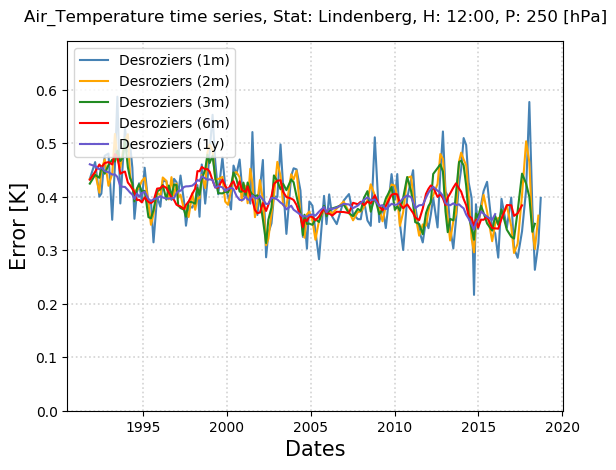 Air_Temperature time series, Stat: Lindenberg, H: 12:00, P: 250 [hPa]
Desroziers (1m)
Desroziers (2m)
Desroziers (3m)
Desroziers (6m)
Desroziers (1y)
Error [K]
0.6
0.5
0.4
0.3
0.2
0.1
0.0
1995 2000 2005 2010 2015 2020
Dates